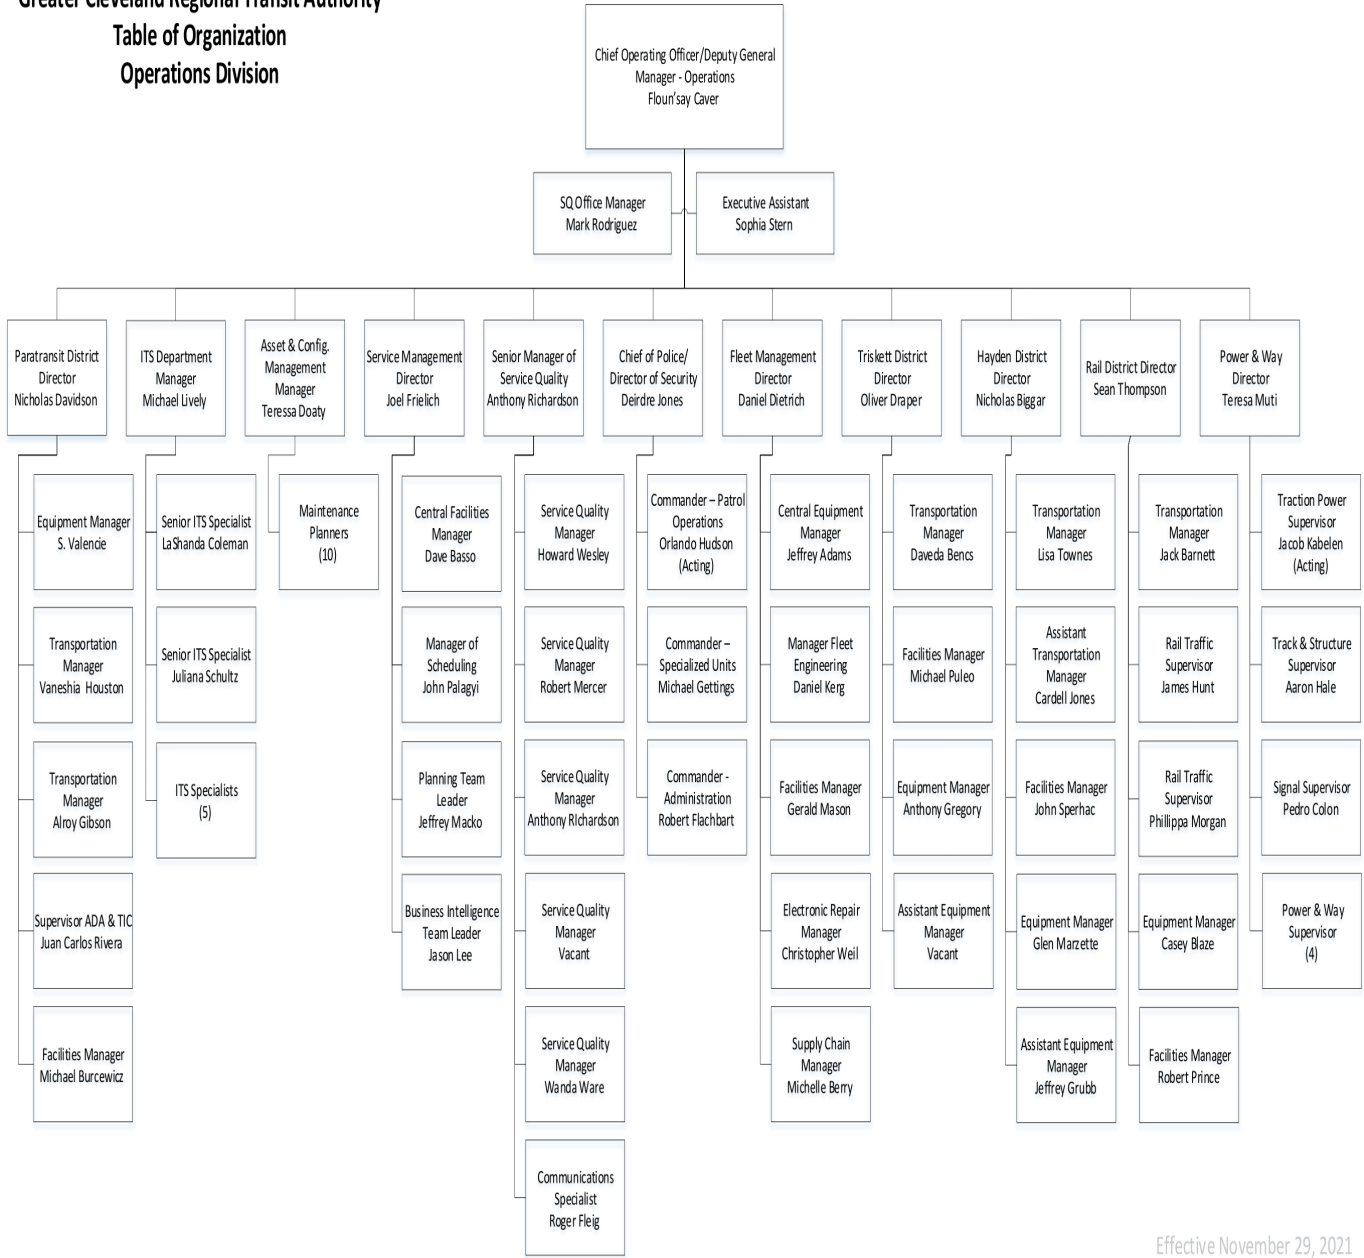 Greater Cleveland Regional Transit Authority
Table of Organization
Operations Division
Chief Operating Officer/Deputy General
Manager - Operations
Floun'say Caver
SQ Office Manager
Mark Rodriguez
Executive Assistant
Sophia Stern
Paratransit District
Director
Nicholas Davidson
ITS Department
Manager
Michael Lively
Asset & Config.
Management
Manager
Teressa Doaty
Service Management
Director
Joel Frielich
Senior Manager of
Service Quality
Anthony Richardson
Chief of Police/
Director of Security
Deirdre Jones
Fleet Management
Director
Daniel Dietrich
Triskett District
Director
Oliver Draper
Hayden District
Director
Nicholas Biggar
Rail District Director
Sean Thompson
Power & Way
Director
Teresa Muti
Equipment Manager
S. Valencie
Transportation
Manager
Vaneshia Houston
Transportation
Manager
Alroy Gibson
Supervisor ADA & TIC
Juan Carlos Rivera
Facilities Manager
Michael Burcewicz
Senior ITS Specialist
LaShanda Coleman
Senior ITS Specialist
Juliana Schultz
ITS Specialists
(5)
Maintenance
Planners
(10)
Central Facilities
Manager
Dave Basso
Manager of
Scheduling
John Palagyi
Planning Team
Leader
Jeffrey Macko
Business Intelligence
Team Leader
Jason Lee
Service Quality
Manager
Howard Wesley
Service Quality
Manager
Robert Mercer
Service Quality
Manager
Anthony RIchardson
Service Quality
Manager
Vacant
Service Quality
Manager
Wanda Ware
Communications
Specialist
Roger Fleig
Commander – Patrol
Operations
Orlando Hudson
(Acting)
Commander –
Specialized Units
Michael Gettings
Commander -
Administration
Robert Flachbart
Central Equipment
Manager
Jeffrey Adams
Manager Fleet
Engineering
Daniel Kerg
Facilities Manager
Gerald Mason
Electronic Repair
Manager
Christopher Weil
Supply Chain
Manager
Michelle Berry
Transportation
Manager
Daveda Bencs
Facilities Manager
Michael Puleo
Equipment Manager
Anthony Gregory
Assistant Equipment
Manager
Vacant
Transportation
Manager
Lisa Townes
Assistant
Transportation
Manager
Cardell Jones
Facilities Manager
John Sperhac
Equipment Manager
Glen Marzette
Assistant Equipment
Manager
Jeffrey Grubb
Transportation
Manager
Jack Barnett
Rail Traffic
Supervisor
James Hunt
Rail Traffic
Supervisor
Phillippa Morgan
Equipment Manager
Casey Blaze
Facilities Manager
Robert Prince
Traction Power
Supervisor
Jacob Kabelen
(Acting)
Track & Structure
Supervisor
Aaron Hale
Signal Supervisor
Pedro Colon
Power & Way
Supervisor
(4)
Effective November 29, 2021